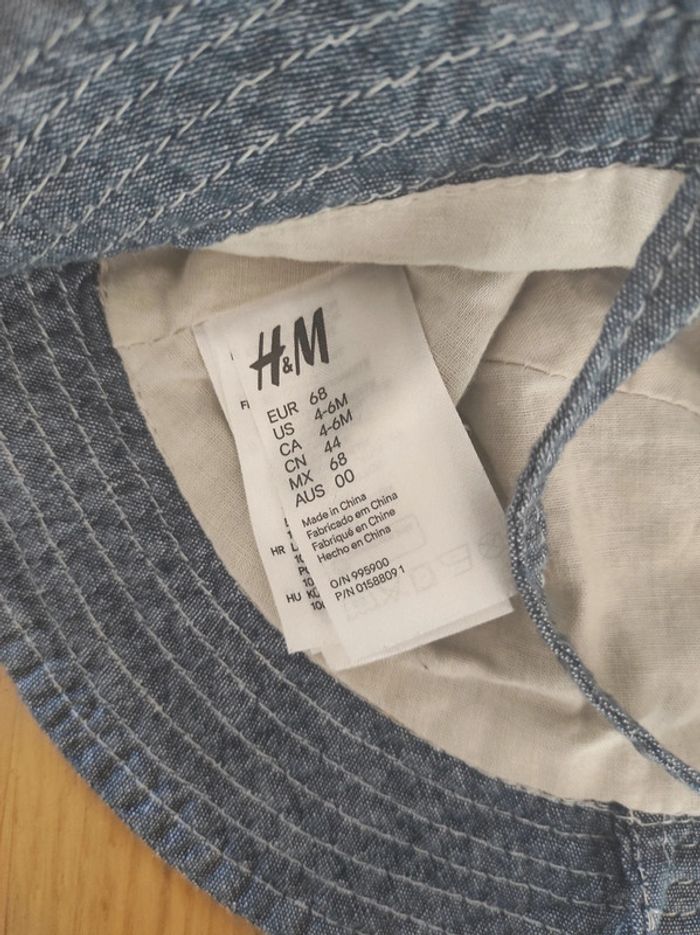 H&M
EUR 68
US 4-6M
CA 4-6M
CN 44
MX 68
AUS 00
Made in China
Fabricado em China
Fabriqué en Chine
Hecho en China
O/N 995900
P/N 0158809 1
HR
HU